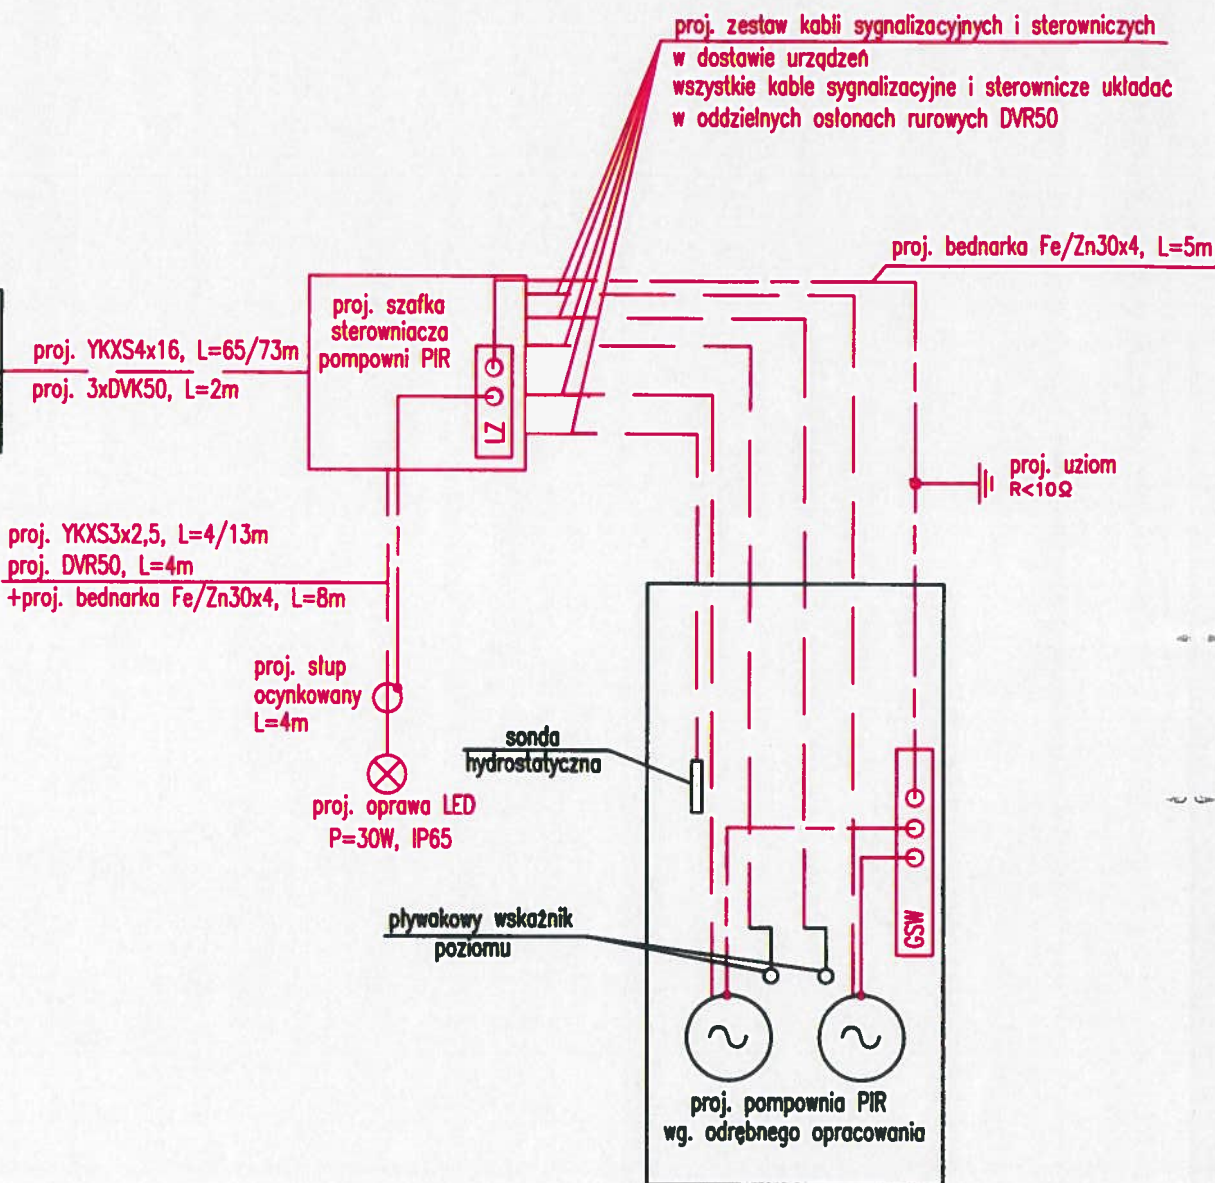 proj. zestaw kabli sygnalizacyjnych i sterowniczych
w dostawie urządzeń
wszystkie kable sygnalizacyjne i sterownicze układać
w oddzielnych osłonach rurowych DVR50
proj. bednarka Fe/Zn30x4, L=5m
proj. szafka
sterowniacza
pompowni PIR
proj. YKXS4x16, L=65/73m
proj. 3xDVK50, L=2m
LZ
proj. uziom
R<10Ω
proj. YKXS3x2,5, L=4/13m
proj. DVR50, L=4m
+proj. bednarka Fe/Zn30x4, L=8m
proj. słup
ocynkowany
L=4m
sonda
hydrostatyczna
proj. oprawa LED
P=30W, IP65
pływakowy wskaźnik
poziomu
GSW
proj. pompownia PIR
wg. odrębnego opracowania